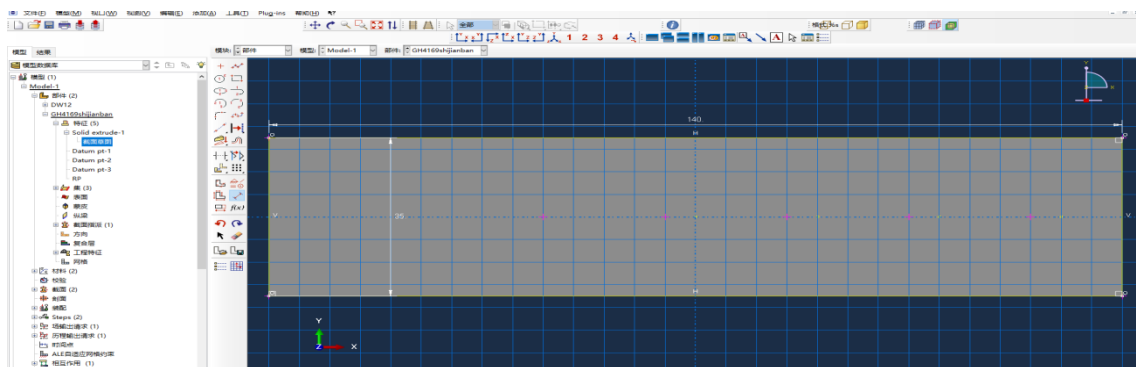 文件(F) 模型(M) 视口(W) 视图(V) 编辑(E) 添加(A) 工具(T) Plug-ins 帮助(H)
全部
1 2 3 4 A
模型 结果 模块: 部件 模型: Model-1 部件: GH4169shijianban
模型数据库
模型 (1)
Model-1
部件 (2)
DW12
GH4169shijianban
特征 (5)
Solid extrude-1
截面草图
Datum pt-1
Datum pt-2
Datum pt-3
RP
集 (3)
表面
蒙皮
纵梁
截面指派 (1)
方向
复合层
工程特征
网格
材料 (2)
校验
截面 (2)
剖面
装配
Steps (2)
场输出请求 (1)
历程输出请求 (1)
时间点
ALE自适应网格约束
相互作用 (1)
f(x)
140.
H
V
35
V
H
Y
Z X
Y
X